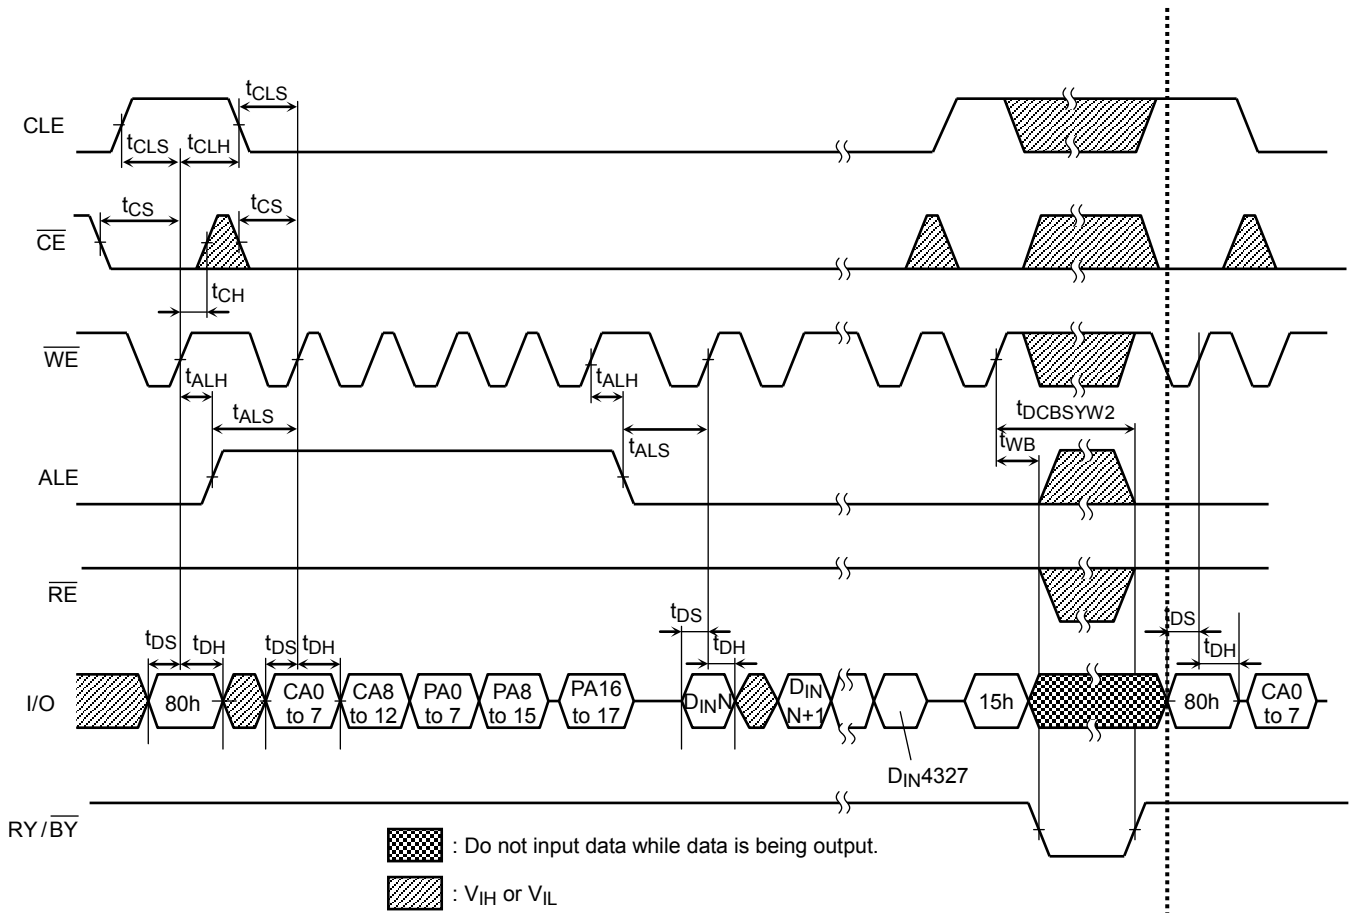 tCLS
CLE
tCLS
tCLH
tCS
tCS
CE
tCH
WE
tALH
tALH
tDCBSYW2
tALS
tALS
tWB
ALE
RE
tDS
tDH
tDS
tDH
tDS
tDH
DS
tDH
I/O
80h
CA0
to 7
CA8
to 12
PA0
to 7
PA8
to 15
PA16
to 17
DINN
DIN
N+1
15h
80h
CA0
to 7
DIN4327
RY/BY
: Do not input data while data is being output.
: VIH or VIL